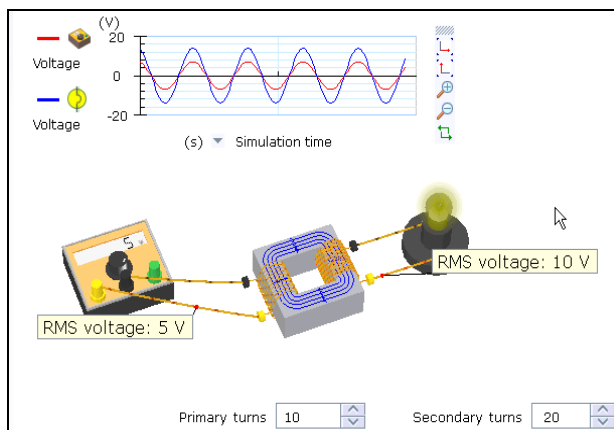 (V)
20
Voltage
0
Voltage
-20
(s) Simulation time
5
RMS voltage: 10 V
RMS voltage: 5 V
Primary turns 10 Secondary turns 20